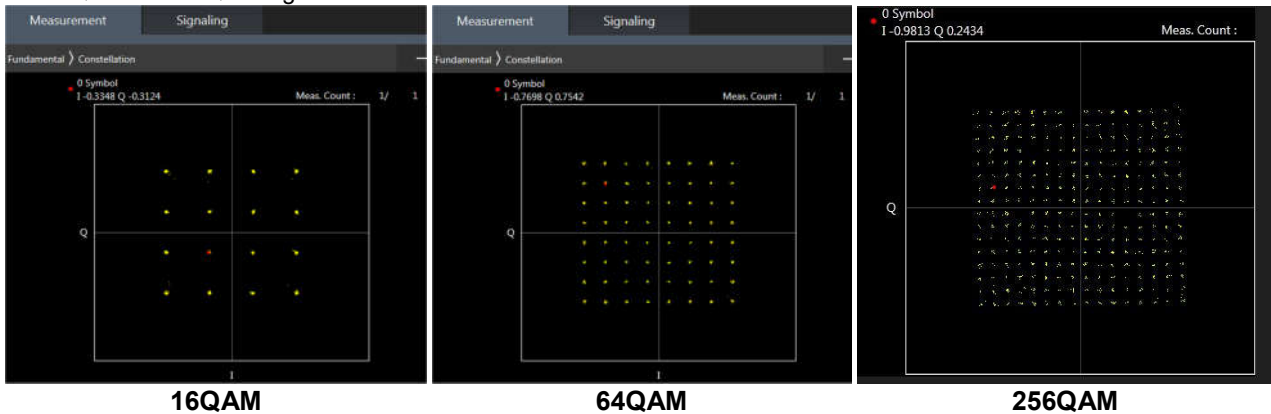 Measurement Signaling
Fundamental 〉 Constellation
0 Symbol
I -0.3348 Q -0.3124 Meas. Count : 1/ 1
Q
I
16QAM
Measurement Signaling
Fundamental 〉 Constellation
0 Symbol
I -0.7698 Q 0.7542 Meas. Count : 1/ 1
Q
I
64QAM
0 Symbol
I -0.9813 Q 0.2434 Meas. Count :
Q
256QAM